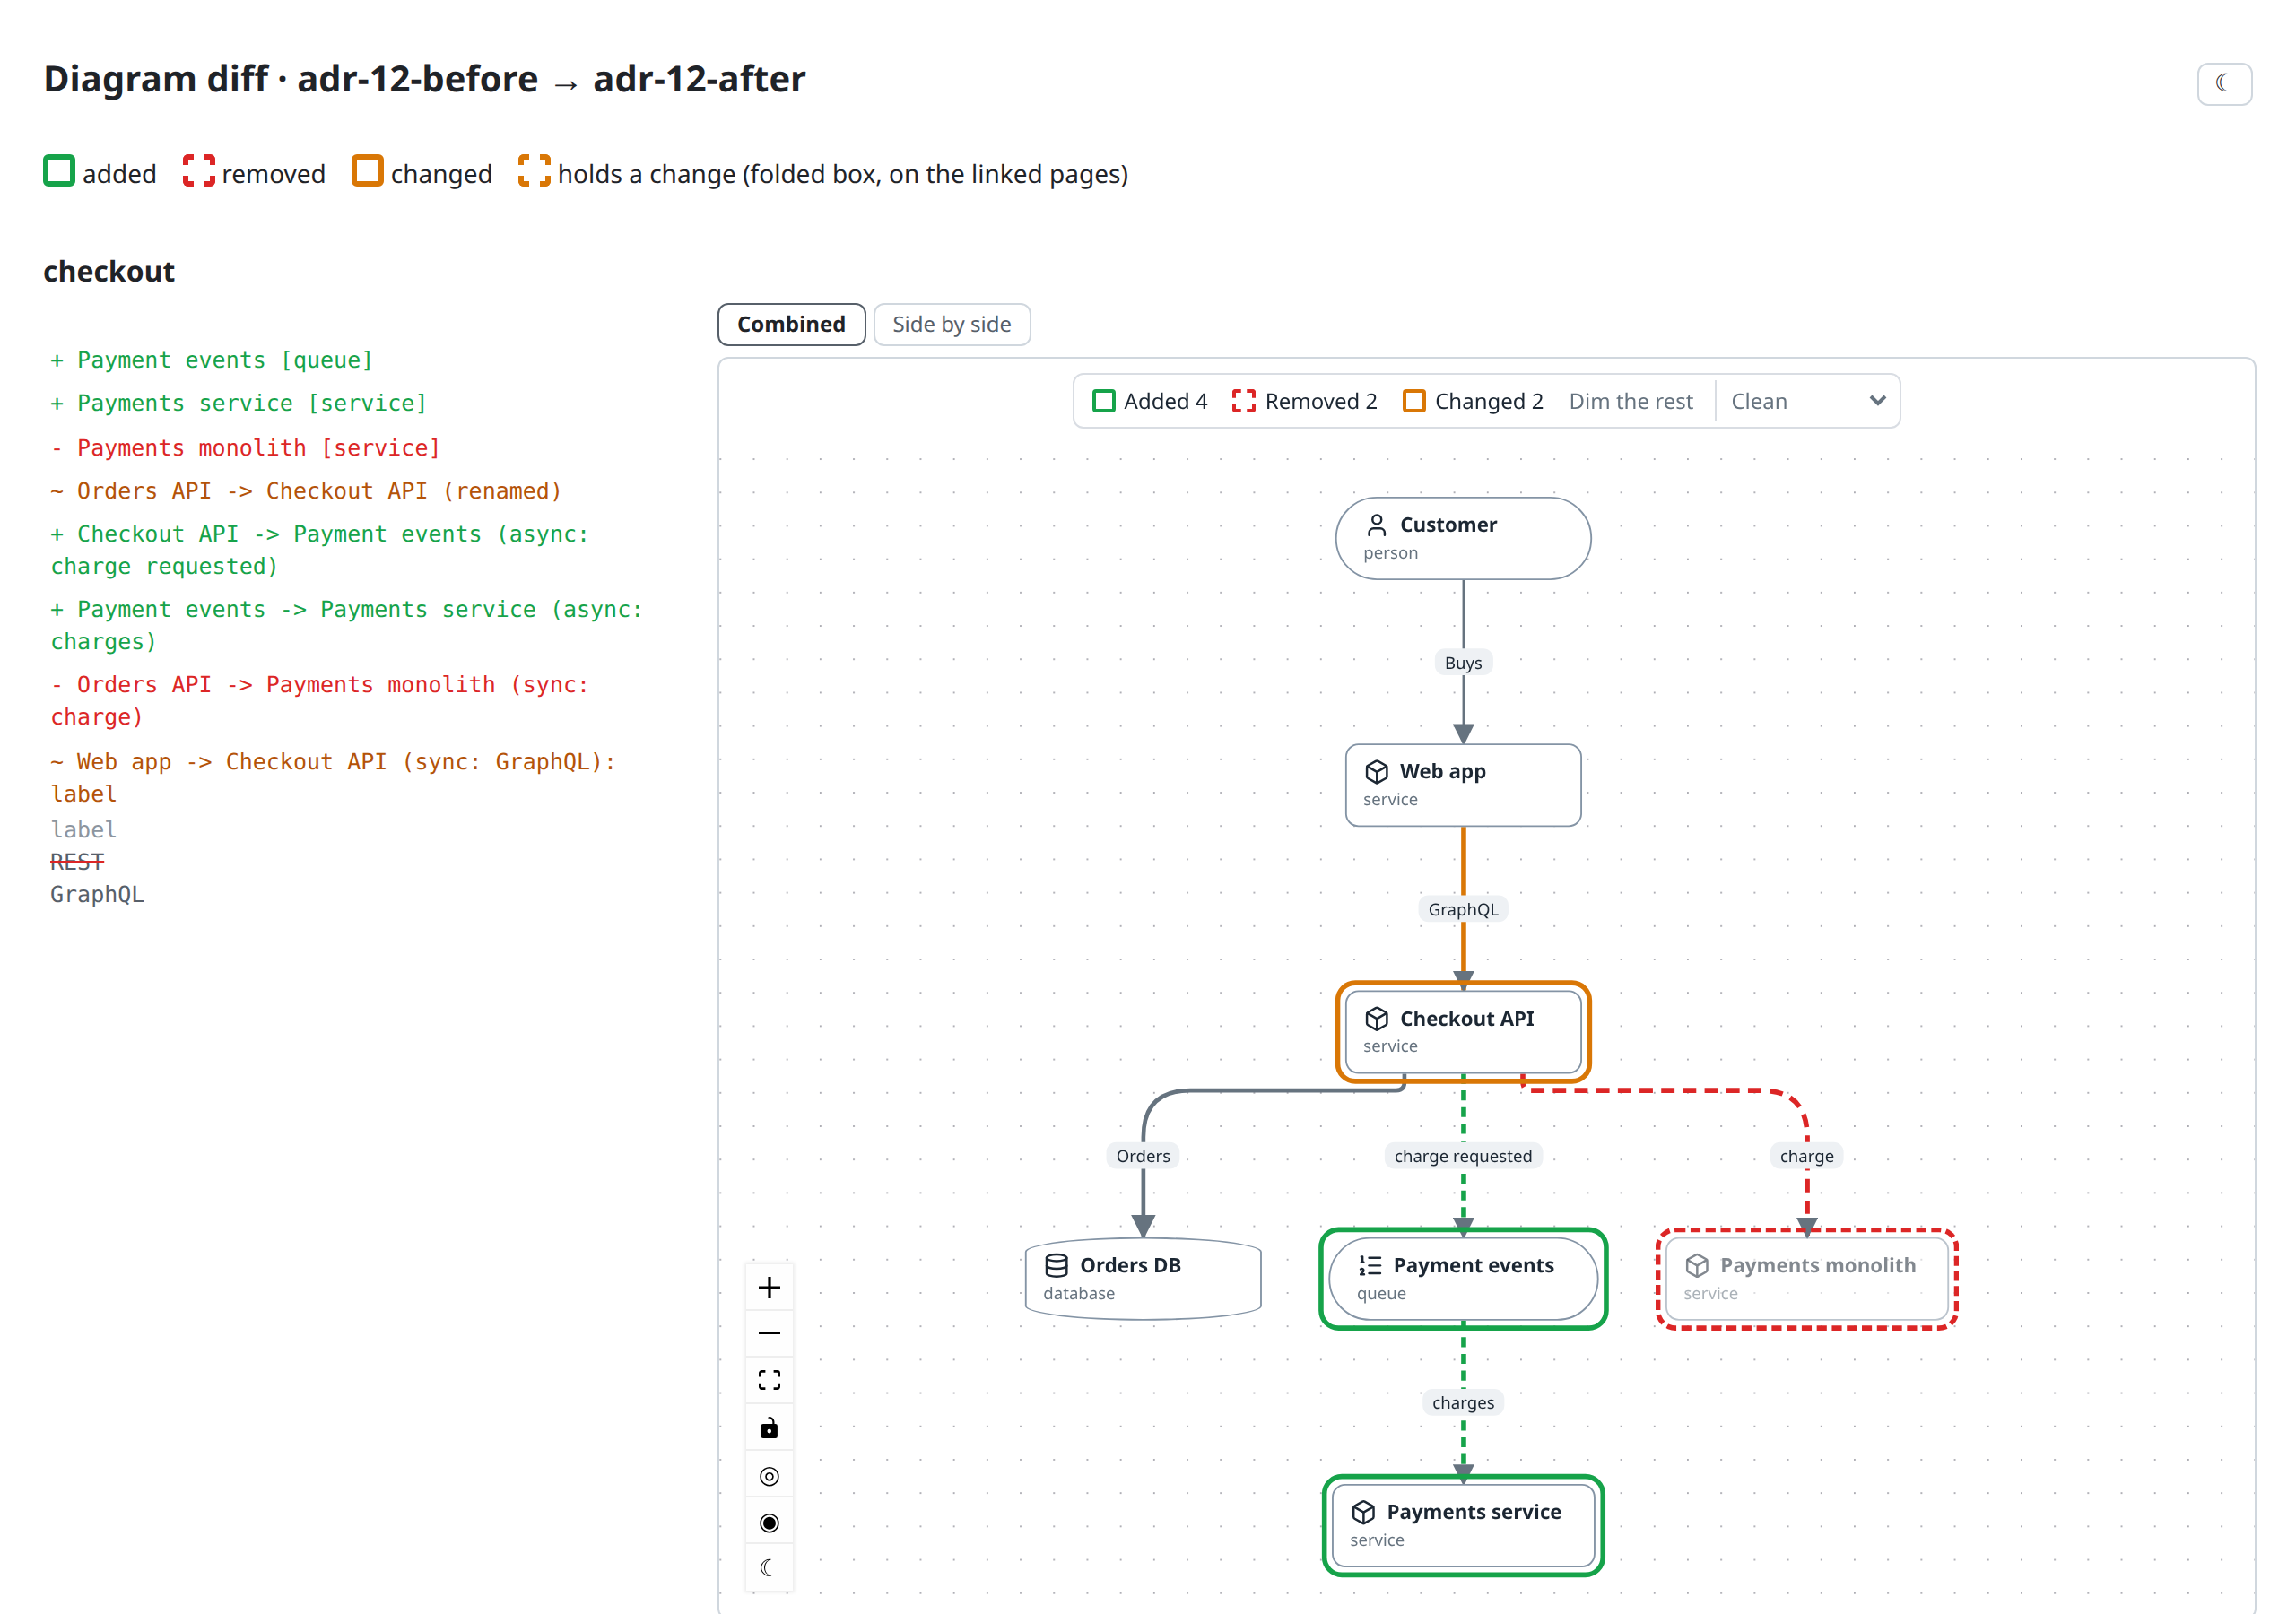 Diagram diff · adr-12-before → adr-12-after
added removed changed holds a change (folded box, on the linked pages)
checkout
+ Payment events [queue]
+ Payments service [service]
- Payments monolith [service]
~ Orders API -> Checkout API (renamed)
+ Checkout API -> Payment events (async:
charge requested)
+ Payment events -> Payments service (async:
charges)
- Orders API -> Payments monolith (sync:
charge)
~ Web app -> Checkout API (sync: GraphQL):
label
label
REST
GraphQL
Combined Side by side
Added 4 Removed 2 Changed 2 Dim the rest Clean
Customer
person
Buys
Web app
service
GraphQL
Checkout API
service
Orders charge requested charge
Orders DB
database
Payment events
queue
Payments monolith
service
charges
Payments service
service